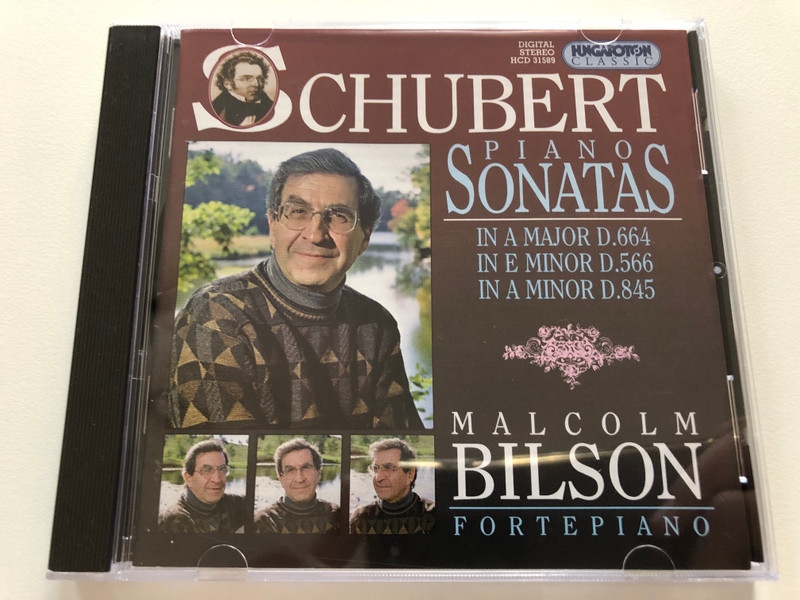 DIGITAL
STEREO
HCD 31589
HUNGAROTON
CLASSIC
SCHUBERT
PIANO
SONATAS
IN A MAJOR D.664
IN E MINOR D.566
IN A MINOR D.845
MALCOLM
BILSON
FORTEPIANO